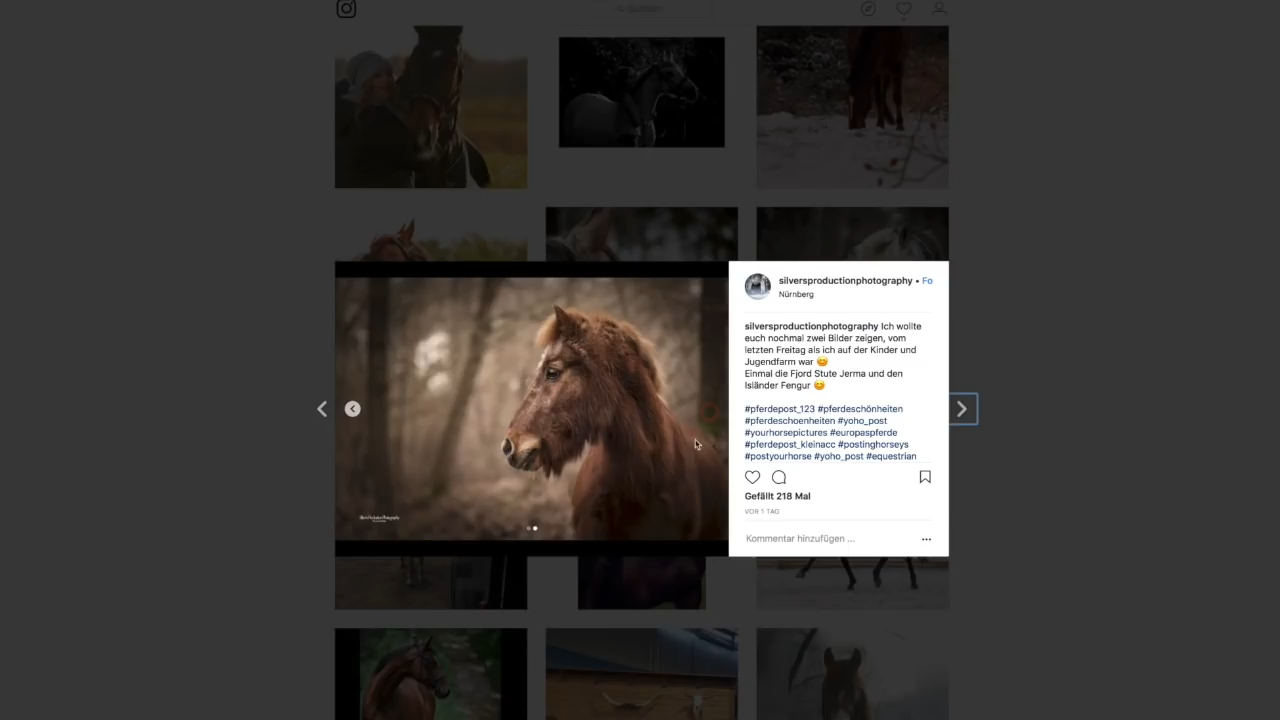 silversproductionphotography • Fo
Nürnberg
silversproductionphotography Ich wollte
euch nochmal zwei Bilder zeigen, vom
letzten Freitag als ich auf der Kinder und
Jugendfarm war 😊
Einmal die Fjord Stute Jerma und den
Isländer Fengur 😊
#pferdepost_123 #pferdeschönheiten
#pferdeschoenheiten #yoho_post
#yourhorsepictures #europaspferde
#pferdepost_kleinacc #postinghorseys
#postyourhorse #yoho_post #equestrian
Gefällt 218 Mal
VOR 1 TAG
Kommentar hinzufügen ...